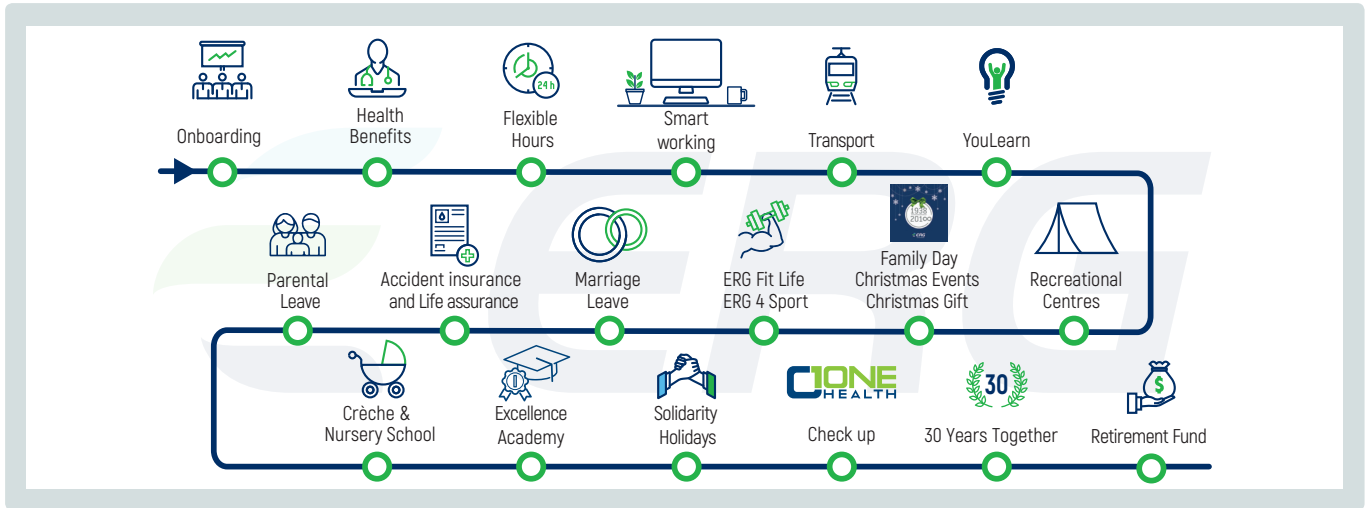 24 h
Onboarding
Health
Benefits
Flexible
Hours
Smart
working
Transport
YouLearn
Parental
Leave
Accident insurance
and Life assurance
Marriage
Leave
ERG Fit Life
ERG 4 Sport
Family Day
Christmas Events
Christmas Gift
Recreational
Centres
Crèche &
Nursery School
Excellence
Academy
Solidarity
Holidays
ONE
HEALTH
Check up
30
30 Years Together
$
Retirement Fund
ERG